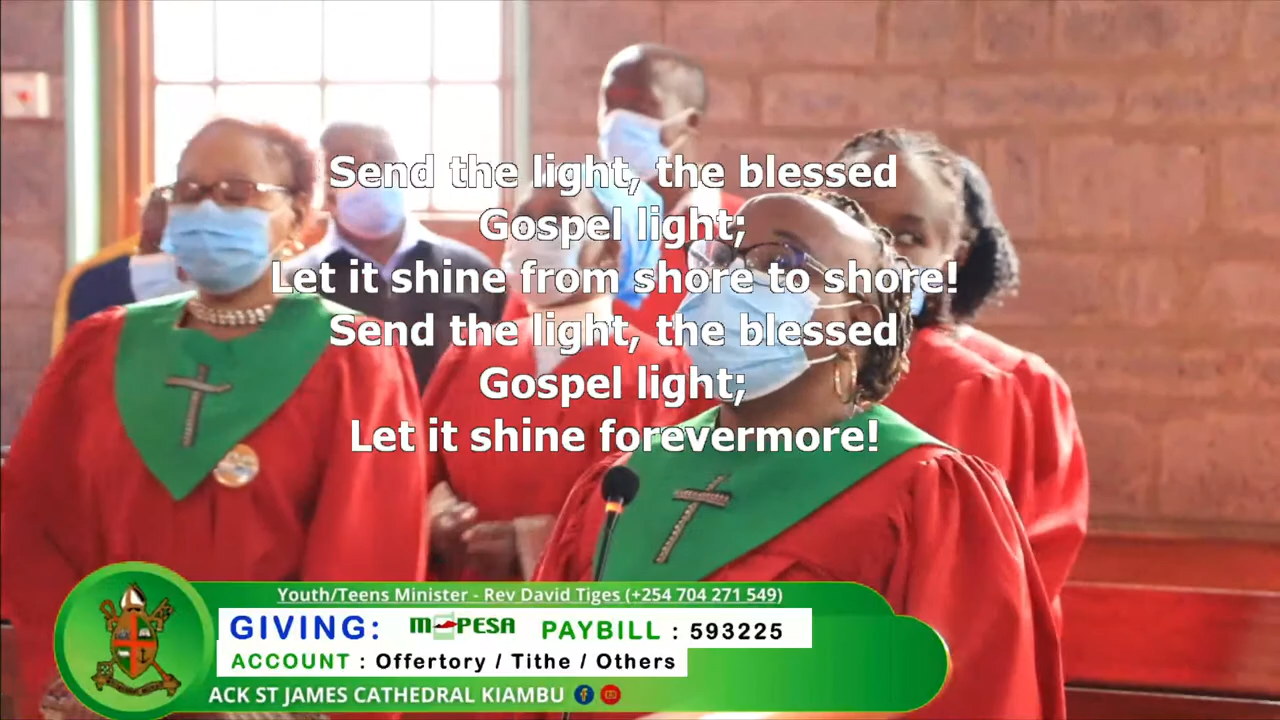 Send the light, the blessed
Gospel light;
Let it shine from shore to shore!
Send the light, the blessed
Gospel light;
Let it shine forevermore!
Youth/Teens Minister - Rev David Tiges (+254 704 271 549)
GIVING: M-PESA PAYBILL : 593225
ACCOUNT : Offertory / Tithe / Others
ACK ST JAMES CATHEDRAL KIAMBU